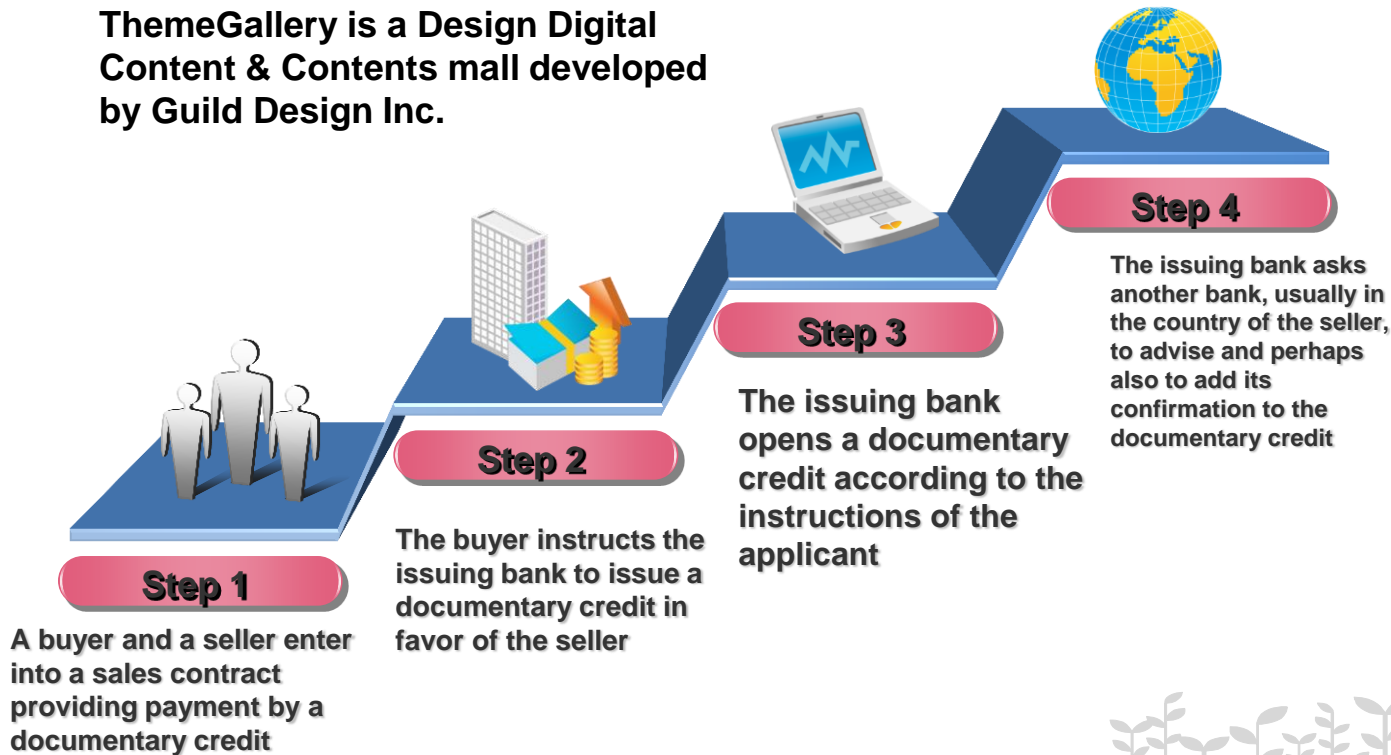 ThemeGallery is a Design Digital
Content & Contents mall developed
by Guild Design Inc.
Step 1
A buyer and a seller enter
into a sales contract
providing payment by a
documentary credit
Step 2
The buyer instructs the
issuing bank to issue a
documentary credit in
favor of the seller
Step 3
The issuing bank
opens a documentary
credit according to the
instructions of the
applicant
Step 4
The issuing bank asks
another bank, usually in
the country of the seller,
to advise and perhaps
also to add its
confirmation to the
documentary credit